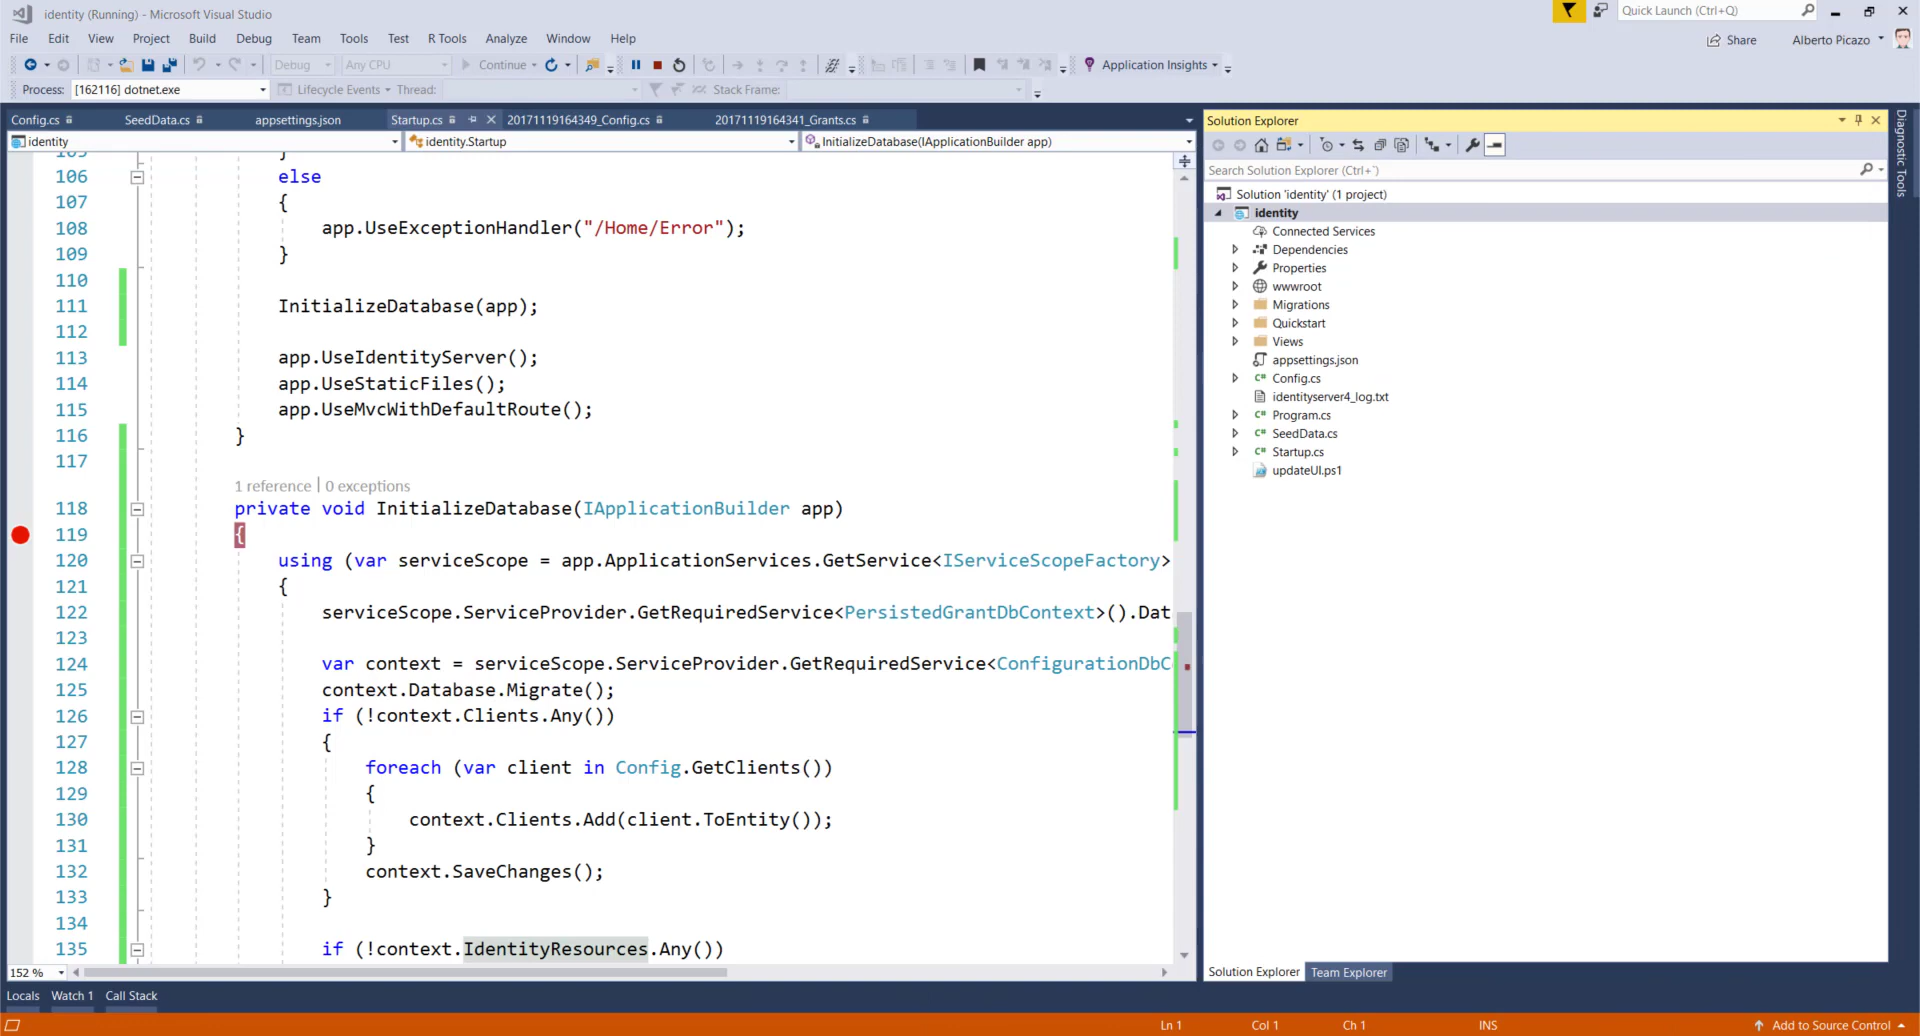 identity (Running) - Microsoft Visual Studio
Quick Launch (Ctrl+Q)
File Edit View Project Build Debug Team Tools Test R Tools Analyze Window Help
Share Alberto Picazo
Debug Any CPU Continue Application Insights
Process: [162116] dotnet.exe Lifecycle Events Thread: Stack Frame:
Config.cs SeedData.cs appsettings.json Startup.cs 20171119164349_Config.cs 20171119164341_Grants.cs
identity identity.Startup InitializeDatabase(IApplicationBuilder app)
105 }
106 else
107 {
108 app.UseExceptionHandler("/Home/Error");
109 }
110
111 InitializeDatabase(app);
112
113 app.UseIdentityServer();
114 app.UseStaticFiles();
115 app.UseMvcWithDefaultRoute();
116 }
117
1 reference | 0 exceptions
118 private void InitializeDatabase(IApplicationBuilder app)
119 {
120 using (var serviceScope = app.ApplicationServices.GetService<IServiceScopeFactory>
121 {
122 serviceScope.ServiceProvider.GetRequiredService<PersistedGrantDbContext>().Dat
123
124 var context = serviceScope.ServiceProvider.GetRequiredService<ConfigurationDbC
125 context.Database.Migrate();
126 if (!context.Clients.Any())
127 {
128 foreach (var client in Config.GetClients())
129 {
130 context.Clients.Add(client.ToEntity());
131 }
132 context.SaveChanges();
133 }
134
135 if (!context.IdentityResources.Any())
152 %
Solution Explorer
Search Solution Explorer (Ctrl+´)
Solution 'identity' (1 project)
identity
Connected Services
Dependencies
Properties
wwwroot
Migrations
Quickstart
Views
appsettings.json
C# Config.cs
identityserver4_log.txt
C# Program.cs
C# SeedData.cs
C# Startup.cs
updateUI.ps1
Solution Explorer Team Explorer
Diagnostic Tools
Locals Watch 1 Call Stack
Ln 1 Col 1 Ch 1 INS Add to Source Control